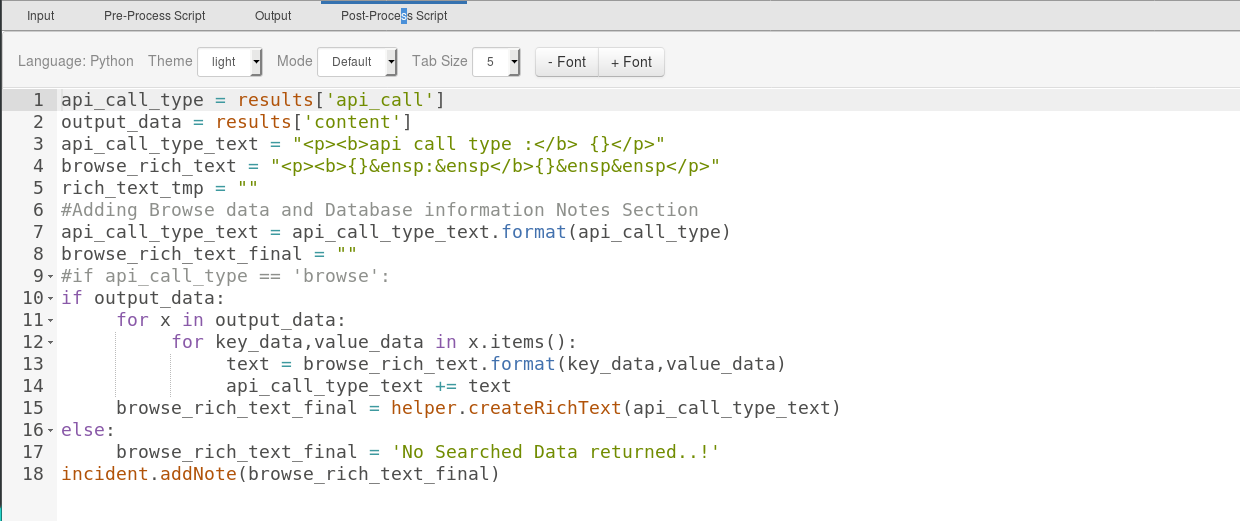 Input Pre-Process Script Output Post-Process Script
Language: Python Theme light Mode Default Tab Size 5 - Font + Font
1 api_call_type = results['api_call']
2 output_data = results['content']
3 api_call_type_text = "<p><b>api call type :</b> {}</p>"
4 browse_rich_text = "<p><b>{}&ensp:&ensp</b>{}&ensp&ensp</p>"
5 rich_text_tmp = ""
6 #Adding Browse data and Database information Notes Section
7 api_call_type_text = api_call_type_text.format(api_call_type)
8 browse_rich_text_final = ""
9 #if api_call_type == 'browse':
10 if output_data:
11      for x in output_data:
12           for key_data,value_data in x.items():
13                text = browse_rich_text.format(key_data,value_data)
14                api_call_type_text += text
15      browse_rich_text_final = helper.createRichText(api_call_type_text)
16 else:
17      browse_rich_text_final = 'No Searched Data returned..!'
18 incident.addNote(browse_rich_text_final)